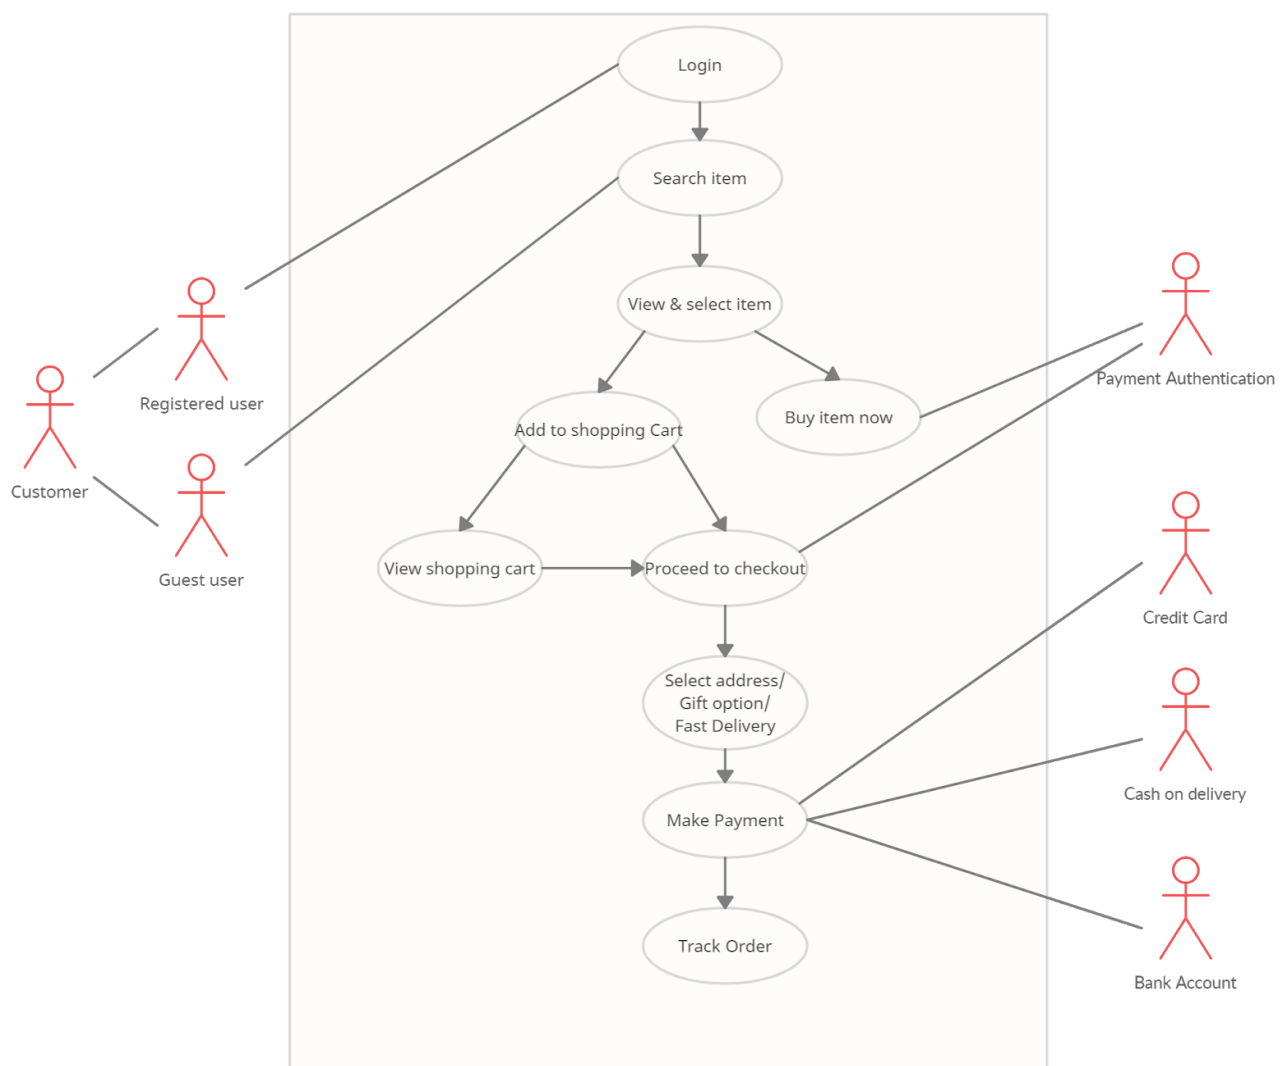 Login
Search item
View & select item
Registered user
Payment Authentication
Buy item now
Add to shopping Cart
Customer
View shopping cart
Proceed to checkout
Guest user
Credit Card
Select address/
Gift option/
Fast Delivery
Cash on delivery
Make Payment
Track Order
Bank Account